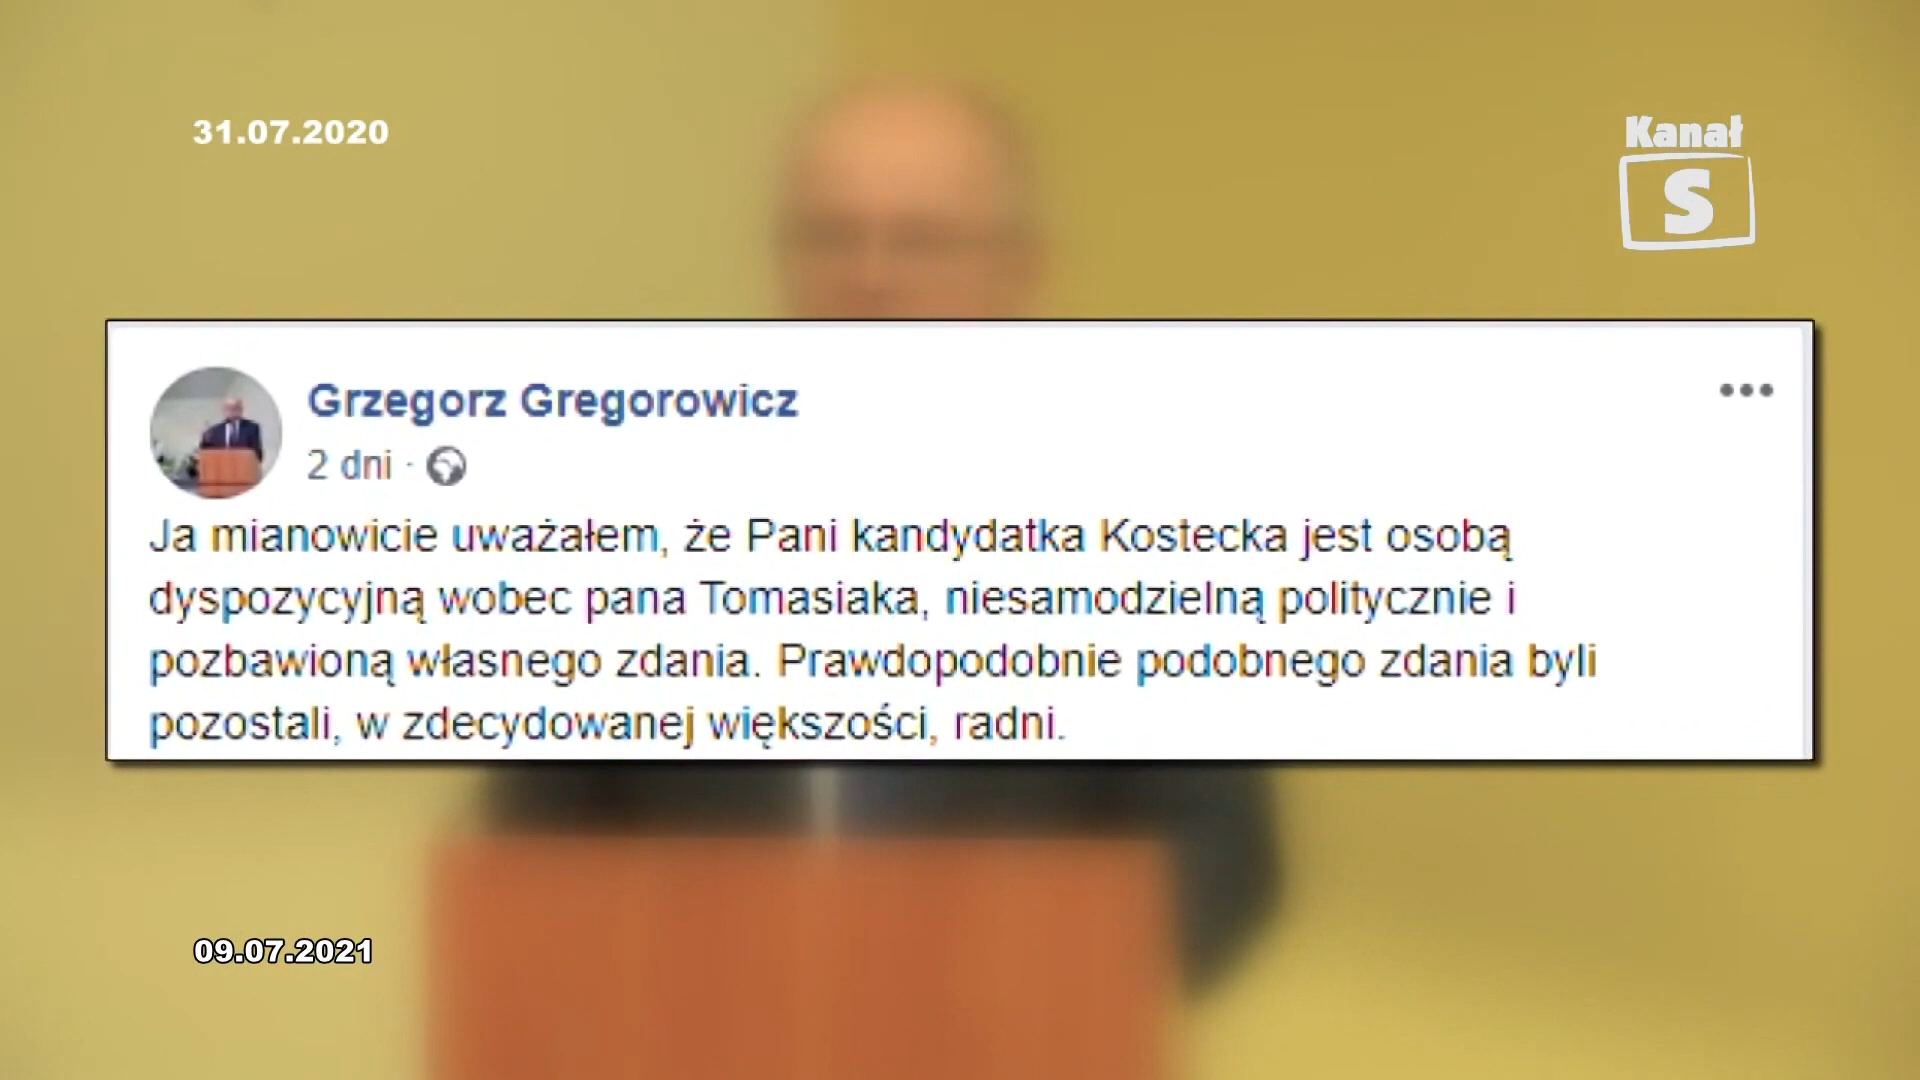 31.07.2020
Kanał
S
Grzegorz Gregorowicz
2 dni ·
Ja mianowicie uważałem, że Pani kandydatka Kostecka jest osobą
dyspozycyjną wobec pana Tomasiaka, niesamodzielną politycznie i
pozbawioną własnego zdania. Prawdopodobnie podobnego zdania byli
pozostali, w zdecydowanej większości, radni.
09.07.2021